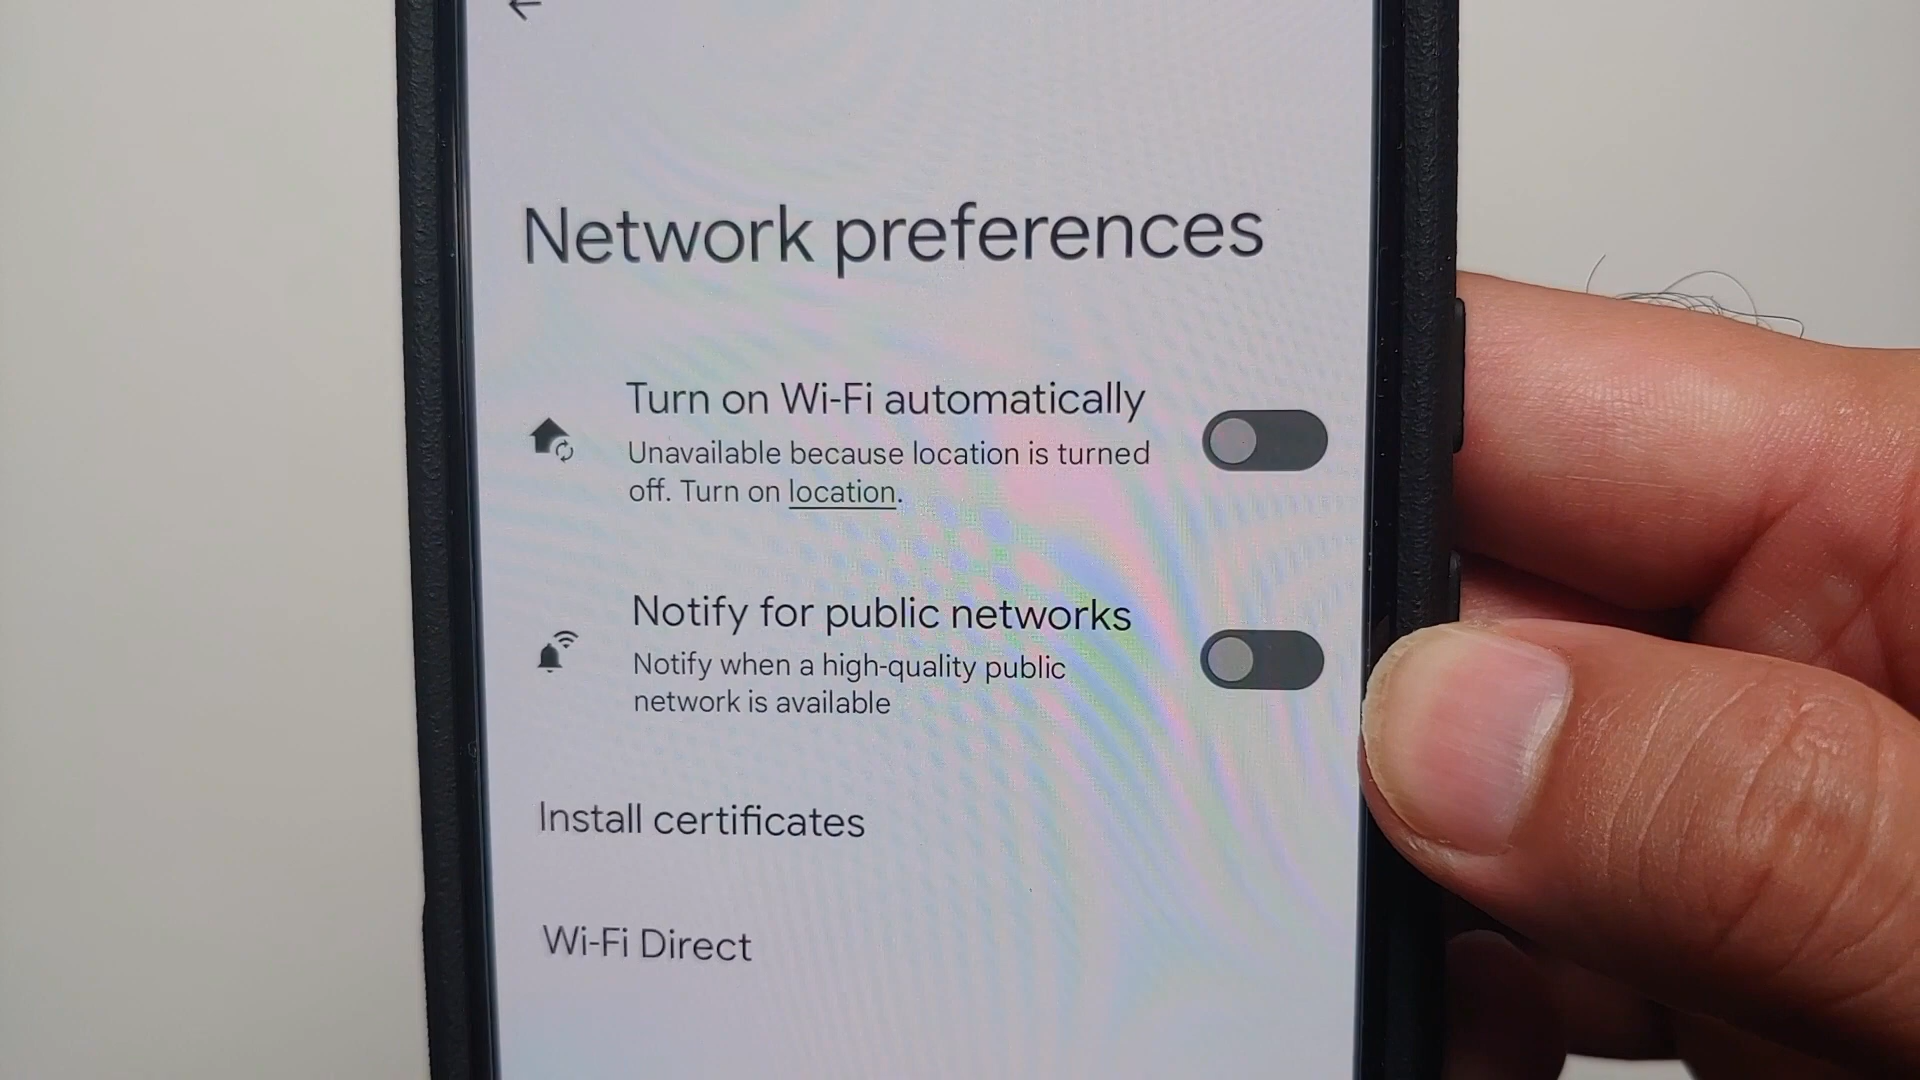 Network preferences
Turn on Wi-Fi automatically
Unavailable because location is turned
off. Turn on location.
Notify for public networks
Notify when a high-quality public
network is available
Install certificates
Wi-Fi Direct